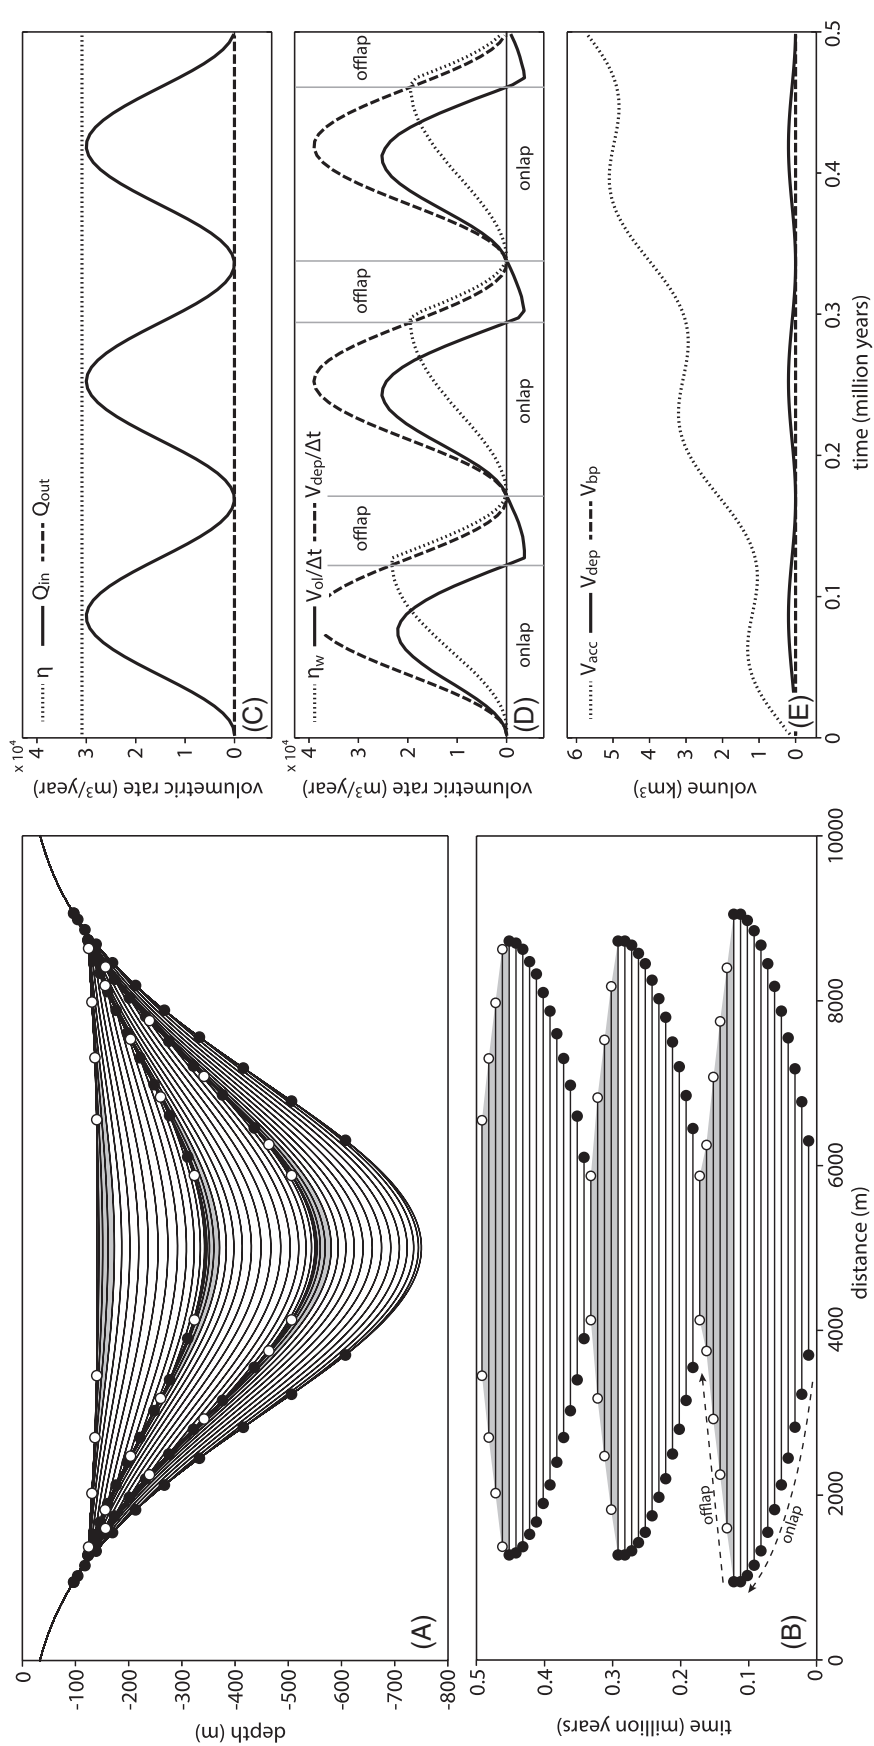 0
-100
-200
-300
-400
-500
-600
-700
-800
depth (m)
(A)
0.5
0.4
0.3
0.2
0.1
0
time (million years)
offlap
onlap
(B)
0
2000
4000
6000
8000
10000
distance (m)
x 10⁴
4
3
2
1
0
volumetric rate (m³/year)
η Qin Qout
(C)
x 10⁴
4
3
2
1
0
volumetric rate (m³/year)
ηw Vol/Δt Vdep/Δt
offlap offlap offlap
onlap onlap onlap
(D)
6
5
4
3
2
1
0
volume (km³)
Vacc Vdep Vbp
(E)
0
0.1
0.2
0.3
0.4
0.5
time (million years)